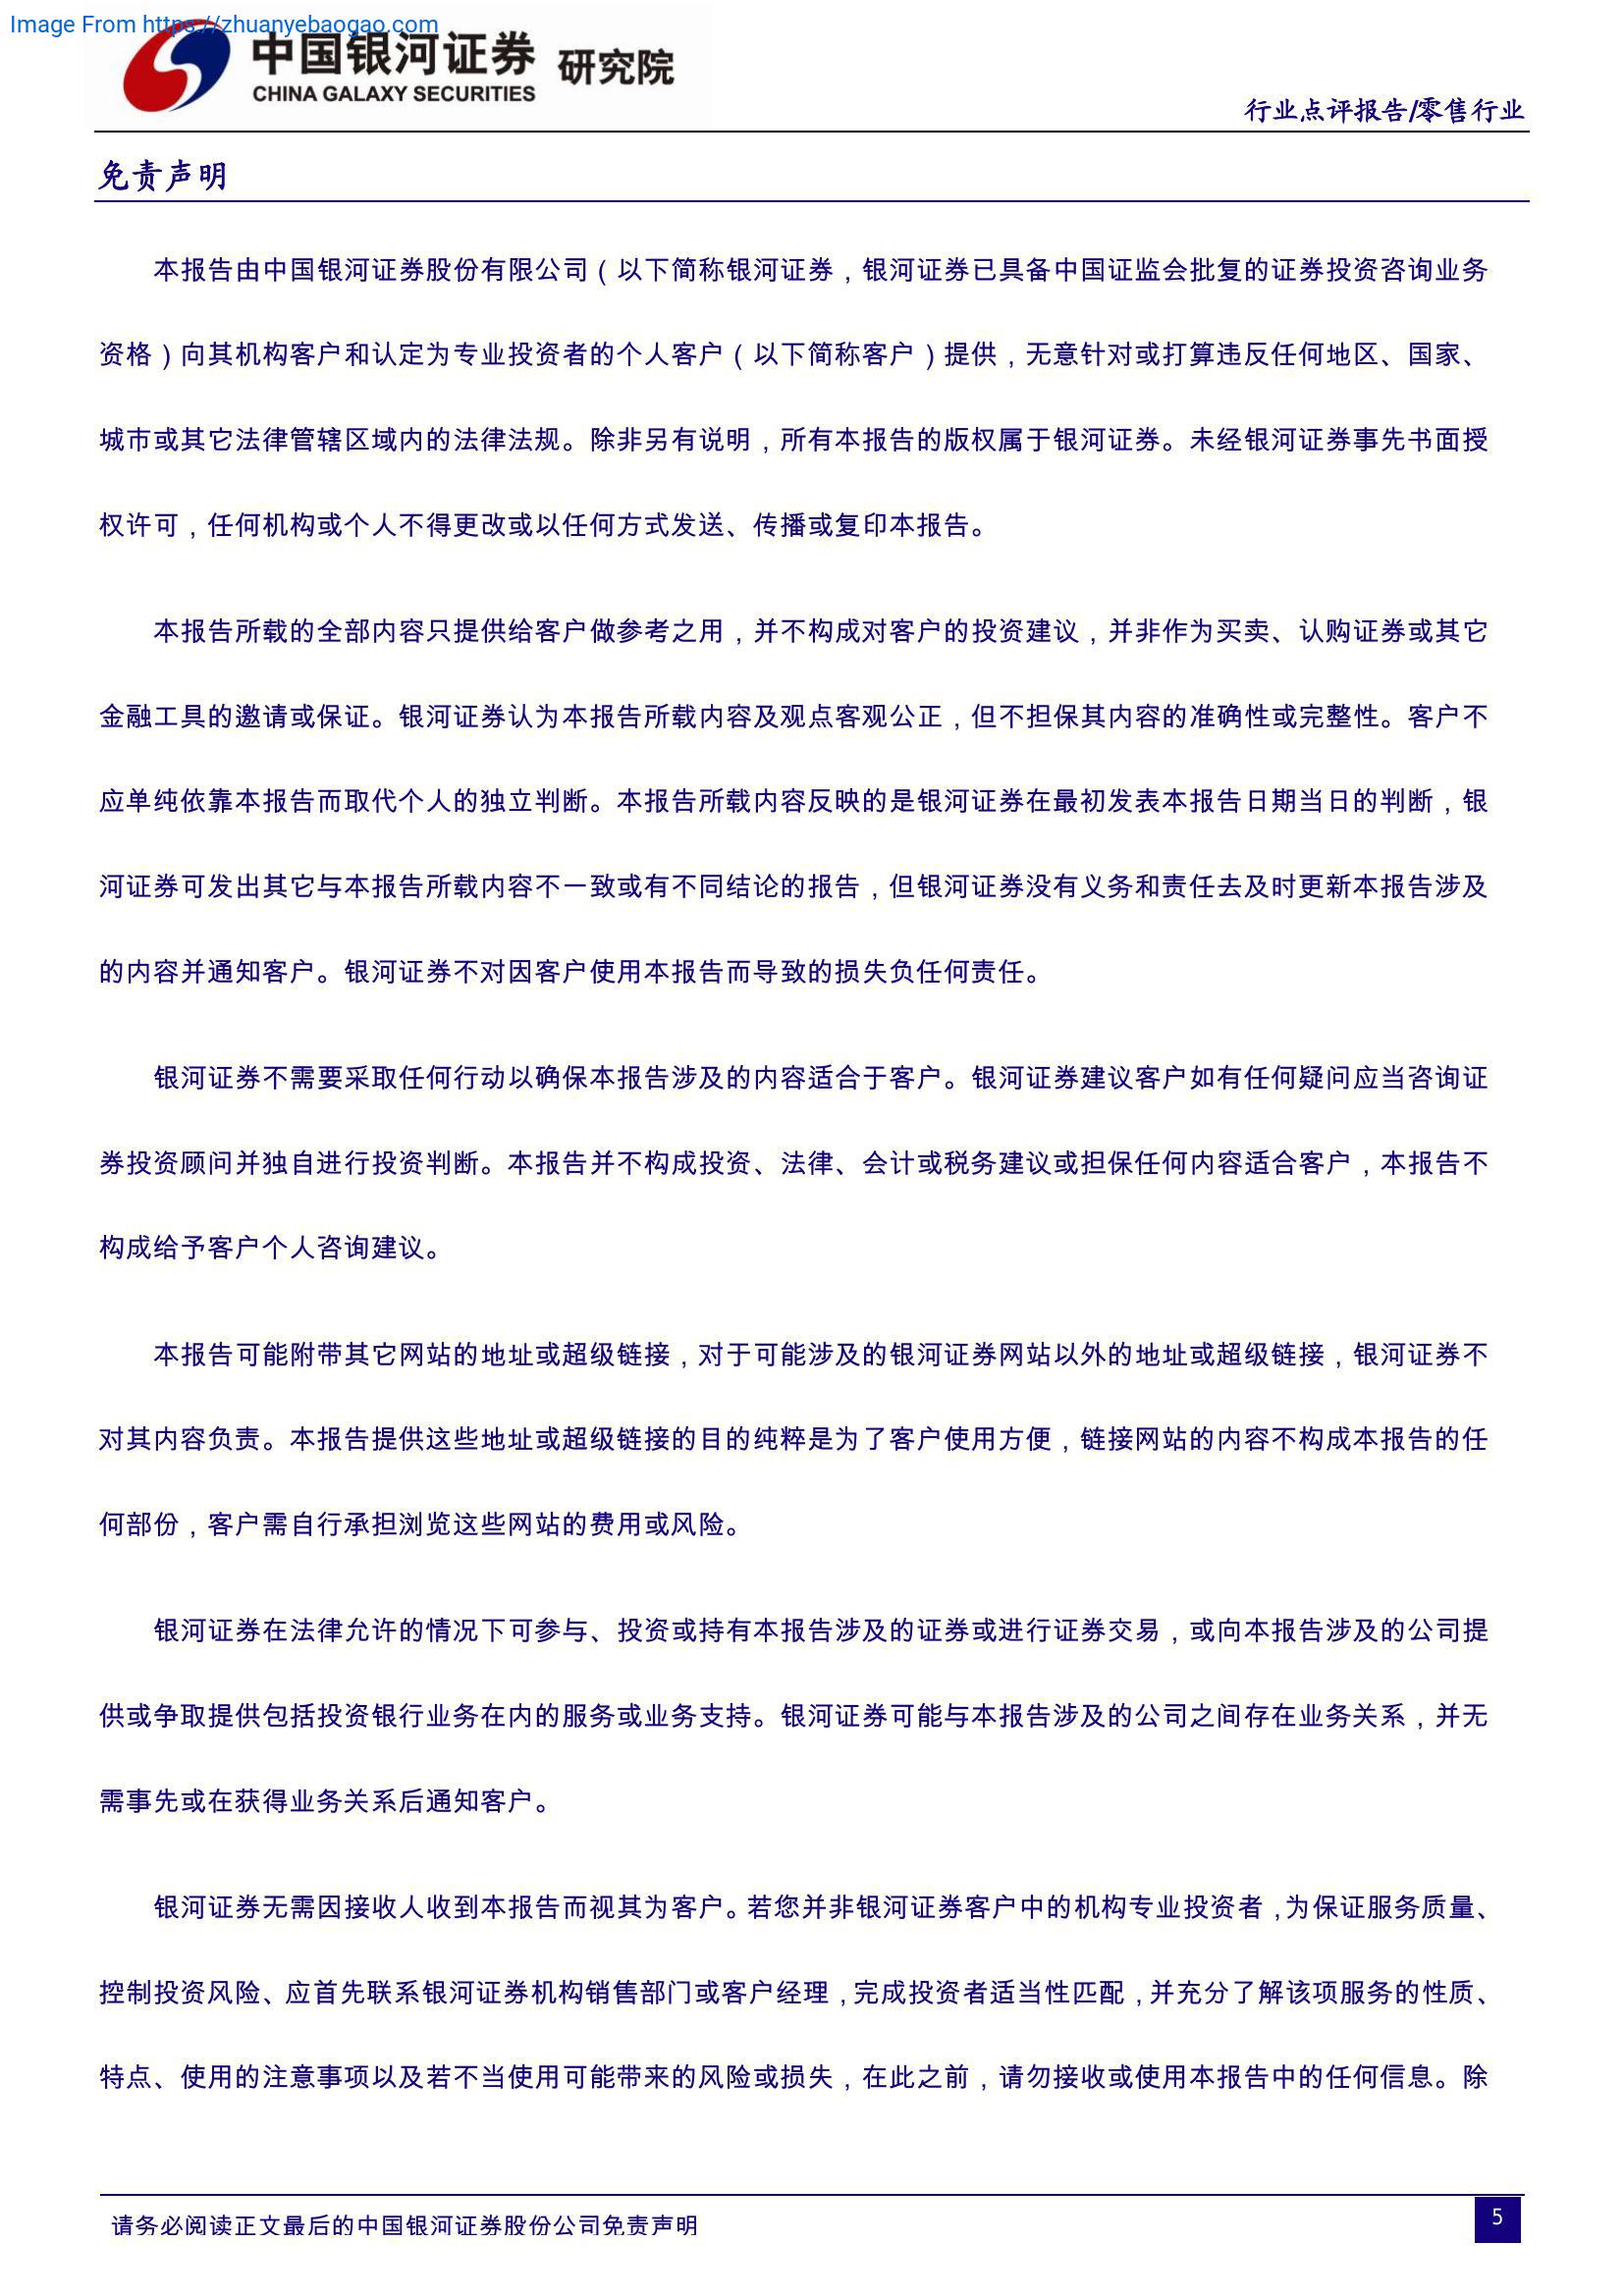 Image From https://zhuanyebaogao.com
中国银河证券 研究院
CHINA GALAXY SECURITIES
行业点评报告/零售行业
免责声明
本报告由中国银河证券股份有限公司（以下简称银河证券，银河证券已具备中国证监会批复的证券投资咨询业务
资格）向其机构客户和认定为专业投资者的个人客户（以下简称客户）提供，无意针对或打算违反任何地区、国家、
城市或其它法律管辖区域内的法律法规。除非另有说明，所有本报告的版权属于银河证券。未经银河证券事先书面授
权许可，任何机构或个人不得更改或以任何方式发送、传播或复印本报告。
本报告所载的全部内容只提供给客户做参考之用，并不构成对客户的投资建议，并非作为买卖、认购证券或其它
金融工具的邀请或保证。银河证券认为本报告所载内容及观点客观公正，但不担保其内容的准确性或完整性。客户不
应单纯依靠本报告而取代个人的独立判断。本报告所载内容反映的是银河证券在最初发表本报告日期当日的判断，银
河证券可发出其它与本报告所载内容不一致或有不同结论的报告，但银河证券没有义务和责任去及时更新本报告涉及
的内容并通知客户。银河证券不对因客户使用本报告而导致的损失负任何责任。
银河证券不需要采取任何行动以确保本报告涉及的内容适合于客户。银河证券建议客户如有任何疑问应当咨询证
券投资顾问并独自进行投资判断。本报告并不构成投资、法律、会计或税务建议或担保任何内容适合客户，本报告不
构成给予客户个人咨询建议。
本报告可能附带其它网站的地址或超级链接，对于可能涉及的银河证券网站以外的地址或超级链接，银河证券不
对其内容负责。本报告提供这些地址或超级链接的目的纯粹是为了客户使用方便，链接网站的内容不构成本报告的任
何部份，客户需自行承担浏览这些网站的费用或风险。
银河证券在法律允许的情况下可参与、投资或持有本报告涉及的证券或进行证券交易，或向本报告涉及的公司提
供或争取提供包括投资银行业务在内的服务或业务支持。银河证券可能与本报告涉及的公司之间存在业务关系，并无
需事先或在获得业务关系后通知客户。
银河证券无需因接收人收到本报告而视其为客户。若您并非银河证券客户中的机构专业投资者，为保证服务质量、
控制投资风险、应首先联系银河证券机构销售部门或客户经理，完成投资者适当性匹配，并充分了解该项服务的性质、
特点、使用的注意事项以及若不当使用可能带来的风险或损失，在此之前，请勿接收或使用本报告中的任何信息。除
请务必阅读正文最后的中国银河证券股份公司免责声明
5